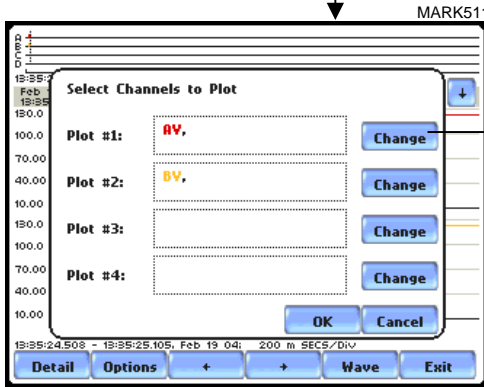 MARK511
A
B
C
D
13:35:2
Feb
13:35
130.0
100.0
70.00
40.00
10.00
130.0
100.0
70.00
40.00
10.00
Select Channels to Plot
Plot #1: AV, Change
Plot #2: BV, Change
Plot #3: Change
Plot #4: Change
OK Cancel
13:35:24.508 - 13:35:25.105, Feb 19 04; 200 m SECS/DIV
Detail Options ← → Wave Exit